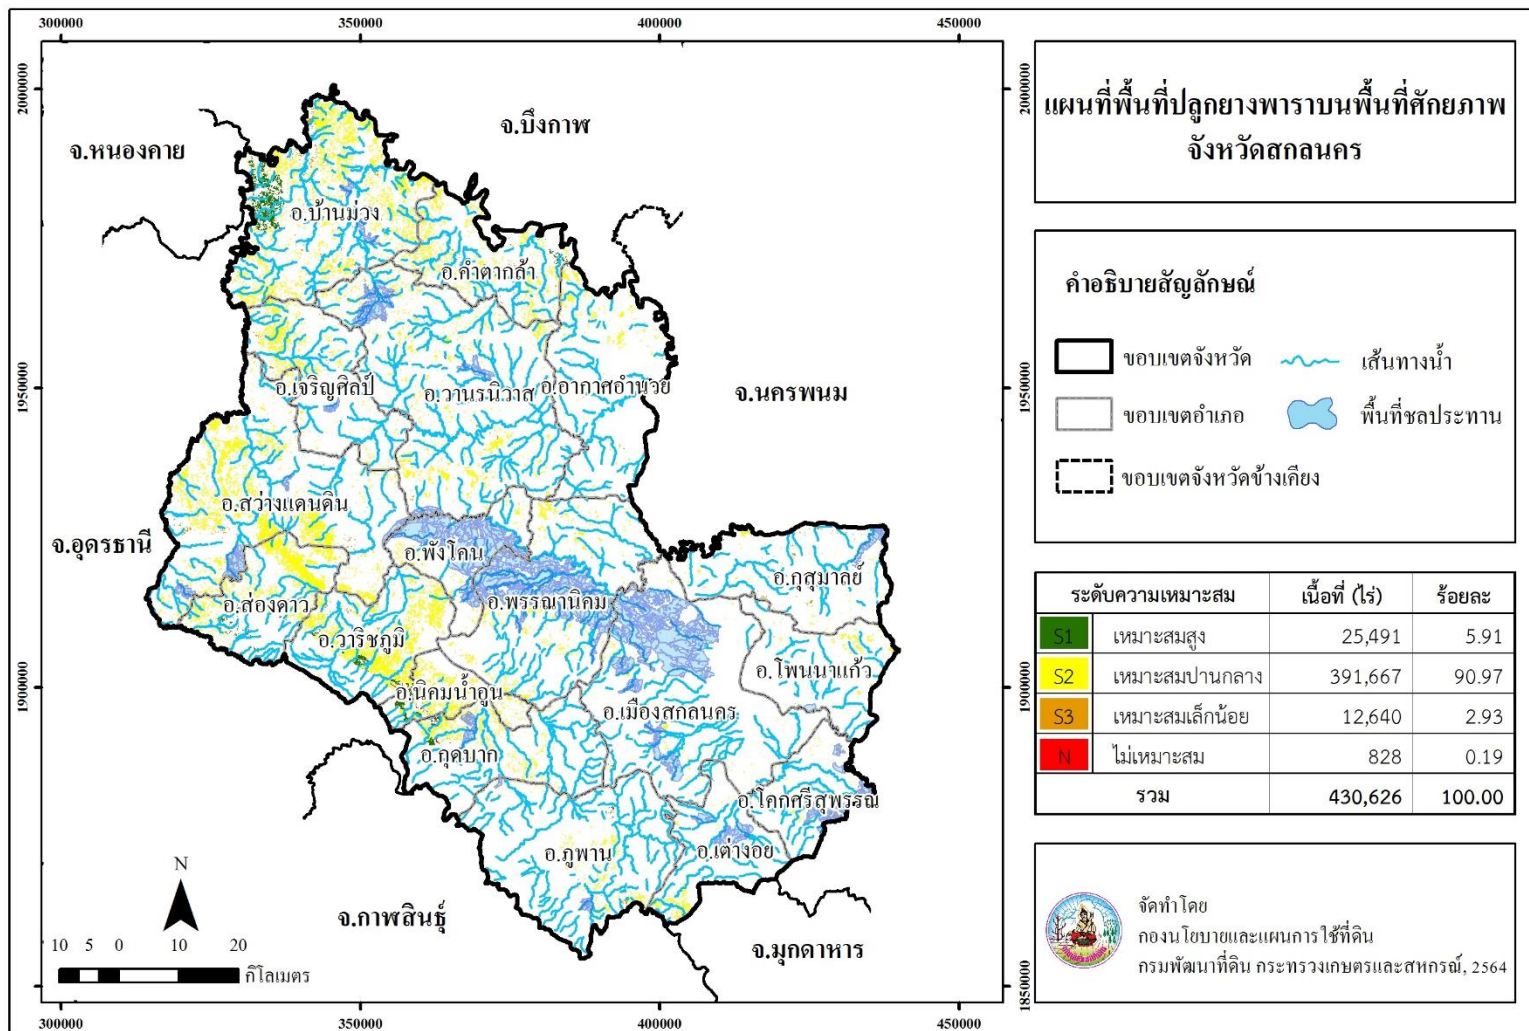 300000 350000 400000 450000
2000000 2000000
1950000 1950000
1900000 1900000
1850000
300000 350000 400000 450000
จ.หนองคาย
จ.บึงกาฬ
จ.นครพนม
จ.อุดรธานี
จ.กาฬสินธุ์
จ.มุกดาหาร
อ.บ้านม่วง
อ.คำตากล้า
อ.เจริญศิลป์
อ.วานรนิวาส
อ.อากาศอำนวย
อ.สว่างแดนดิน
อ.พังโคน
อ.ส่องดาว
อ.พรรณานิคม
อ.กุสุมาลย์
อ.วาริชภูมิ
อ.โพนนาแก้ว
อ.นิคมน้ำอูน
อ.เมืองสกลนคร
อ.กุดบาก
อ.โคกศรีสุพรรณ
อ.ภูพาน
อ.เต่างอย
N
10 5 0 10 20
กิโลเมตร
แผนที่พื้นที่ปลูกยางพาราบนพื้นที่ศักยภาพ
จังหวัดสกลนคร
คำอธิบายสัญลักษณ์
ขอบเขตจังหวัด เส้นทางน้ำ
ขอบเขตอำเภอ พื้นที่ชลประทาน
ขอบเขตจังหวัดข้างเคียง
ระดับความเหมาะสม เนื้อที่ (ไร่) ร้อยละ
S1 เหมาะสมสูง 25,491 5.91
S2 เหมาะสมปานกลาง 391,667 90.97
S3 เหมาะสมเล็กน้อย 12,640 2.93
N ไม่เหมาะสม 828 0.19
รวม 430,626 100.00
จัดทำโดย
กองนโยบายและแผนการใช้ที่ดิน
กรมพัฒนาที่ดิน กระทรวงเกษตรและสหกรณ์, 2564